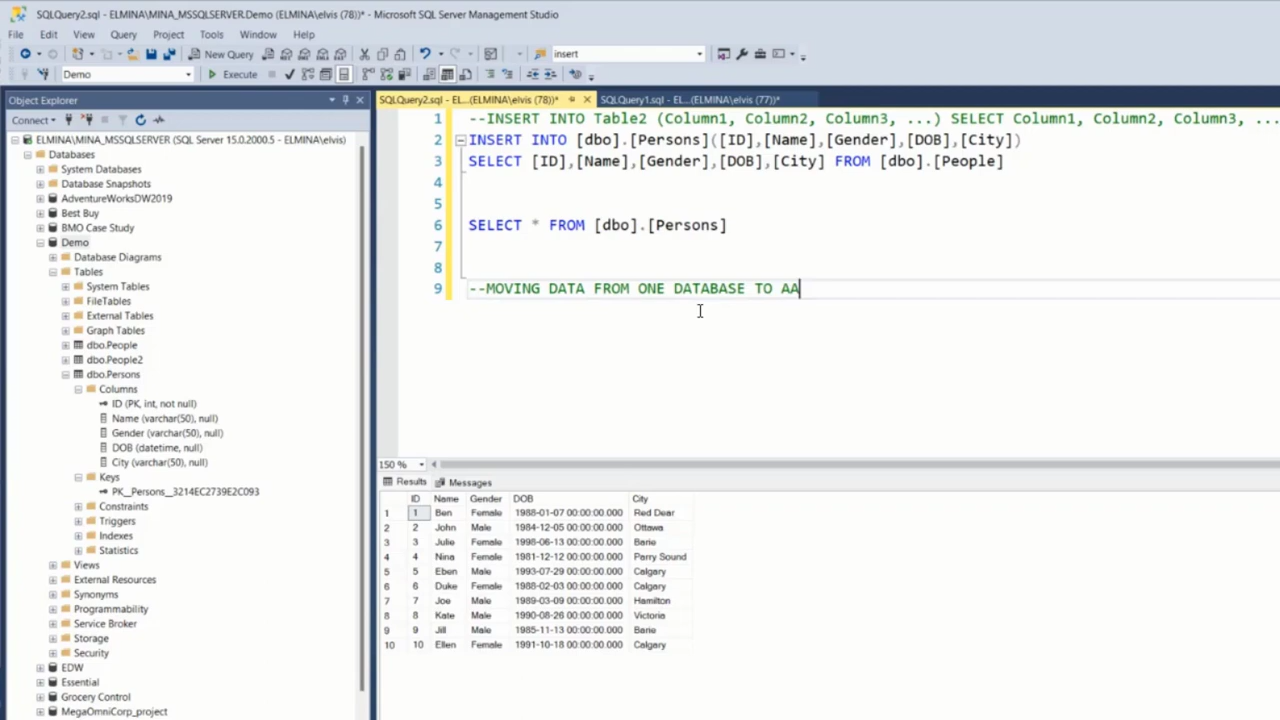 SQLQuery2.sql - ELMINA\MINA_MSSQLSERVER.Demo (ELMINA\elvis (78))* - Microsoft SQL Server Management Studio
File Edit View Query Project Tools Window Help
New Query insert
Demo Execute
Object Explorer
Connect
ELMINA\MINA_MSSQLSERVER (SQL Server 15.0.2000.5 - ELMINA\elvis)
Databases
System Databases
Database Snapshots
AdventureWorksDW2019
Best Buy
BMO Case Study
Demo
Database Diagrams
Tables
System Tables
FileTables
External Tables
Graph Tables
dbo.People
dbo.People2
dbo.Persons
Columns
ID (PK, int, not null)
Name (varchar(50), null)
Gender (varchar(50), null)
DOB (datetime, null)
City (varchar(50), null)
Keys
PK__Persons__3214EC2739E2C093
Constraints
Triggers
Indexes
Statistics
Views
External Resources
Synonyms
Programmability
Service Broker
Storage
Security
EDW
Essential
Grocery Control
MegaOmniCorp_project
SQLQuery2.sql - EL...(ELMINA\elvis (78))* SQLQuery1.sql - EL...(ELMINA\elvis (77))*
1 --INSERT INTO Table2 (Column1, Column2, Column3, ...) SELECT Column1, Column2, Column3, ...
2 INSERT INTO [dbo].[Persons]([ID],[Name],[Gender],[DOB],[City])
3 SELECT [ID],[Name],[Gender],[DOB],[City] FROM [dbo].[People]
4
5
6 SELECT * FROM [dbo].[Persons]
7
8
9 --MOVING DATA FROM ONE DATABASE TO AA
150 %
Results Messages
ID Name Gender DOB City
1 1 Ben Female 1988-01-07 00:00:00.000 Red Dear
2 2 John Male 1984-12-05 00:00:00.000 Ottawa
3 3 Julie Female 1998-06-13 00:00:00.000 Barie
4 4 Nina Female 1981-12-12 00:00:00.000 Parry Sound
5 5 Eben Male 1993-07-29 00:00:00.000 Calgary
6 6 Duke Female 1988-02-03 00:00:00.000 Calgary
7 7 Joe Male 1989-03-09 00:00:00.000 Hamilton
8 8 Kate Male 1990-08-26 00:00:00.000 Victoria
9 9 Jill Male 1985-11-13 00:00:00.000 Barie
10 10 Ellen Female 1991-10-18 00:00:00.000 Calgary